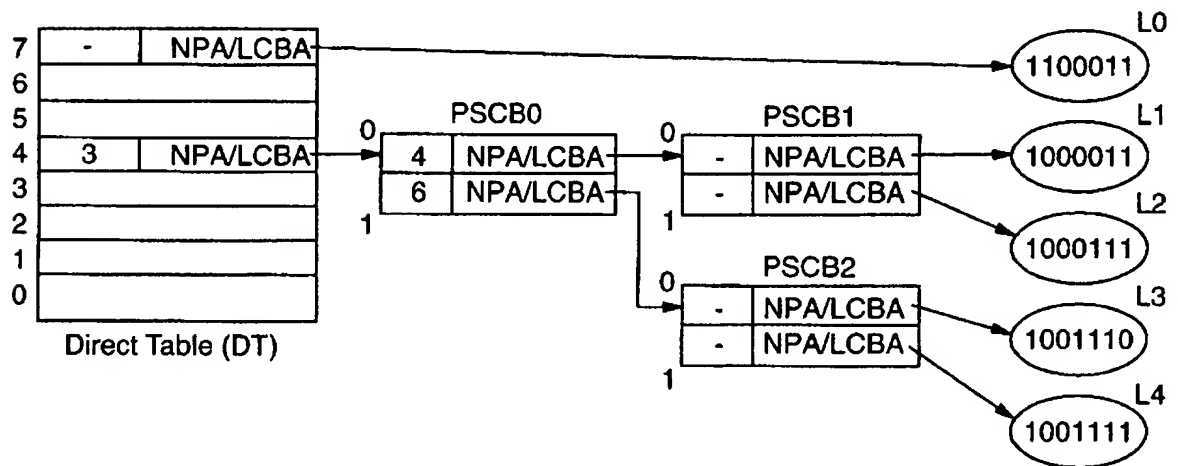 7 - NPA/LCBA
6
5
4 3 NPA/LCBA
3
2
1
0
Direct Table (DT)
PSCB0
0 4 NPA/LCBA
6 NPA/LCBA
1
PSCB1
0 - NPA/LCBA
- NPA/LCBA
1
PSCB2
0 - NPA/LCBA
- NPA/LCBA
1
L0
1100011
L1
1000011
L2
1000111
L3
1001110
L4
1001111